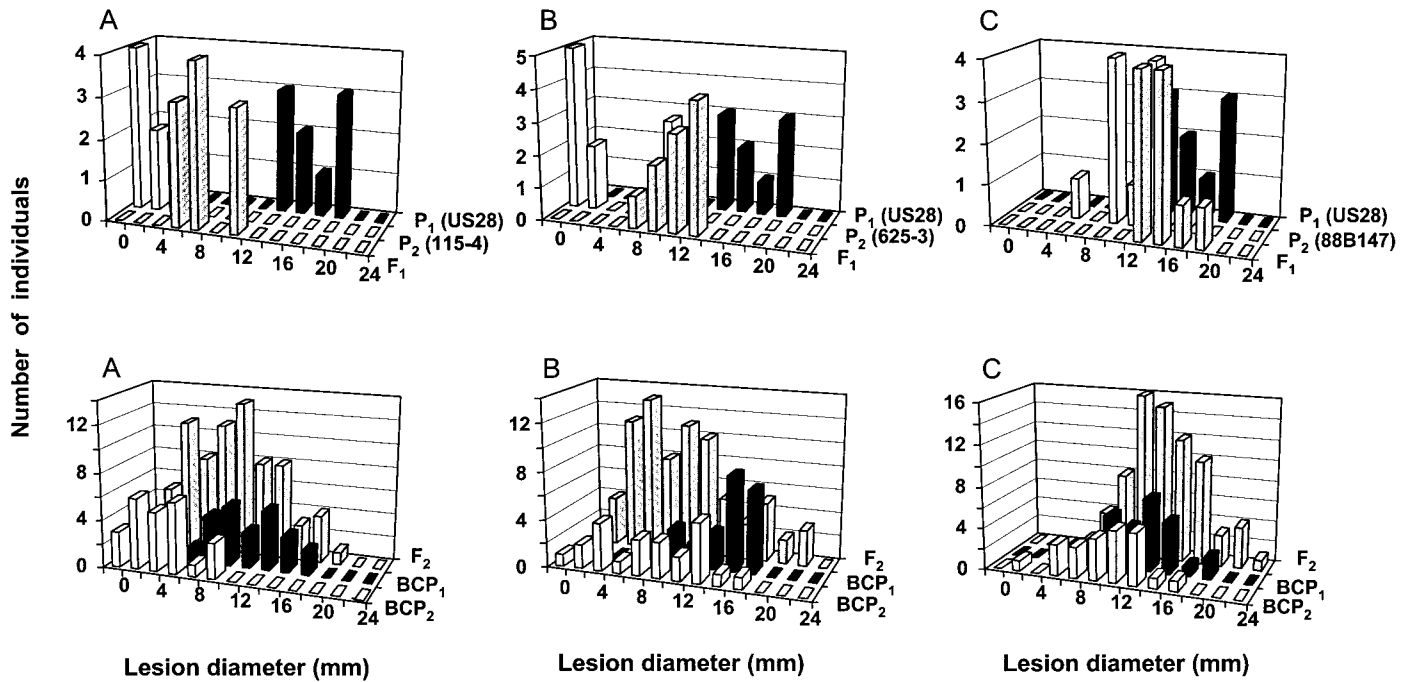 Number of individuals
A
4
3
2
1
0
0 4 8 12 16 20 24
P1 (US28)
P2 (115-4)
F1
B
5
4
3
2
1
0
0 4 8 12 16 20 24
P1 (US28)
P2 (625-3)
F1
C
4
3
2
1
0
0 4 8 12 16 20 24
P1 (US28)
P2 (88B147)
F1
A
12
8
4
0
0 4 8 12 16 20 24
F2
BCP1
BCP2
B
12
8
4
0
0 4 8 12 16 20 24
F2
BCP1
BCP2
C
16
12
8
4
0
0 4 8 12 16 20 24
F2
BCP1
BCP2
Lesion diameter (mm)
Lesion diameter (mm)
Lesion diameter (mm)